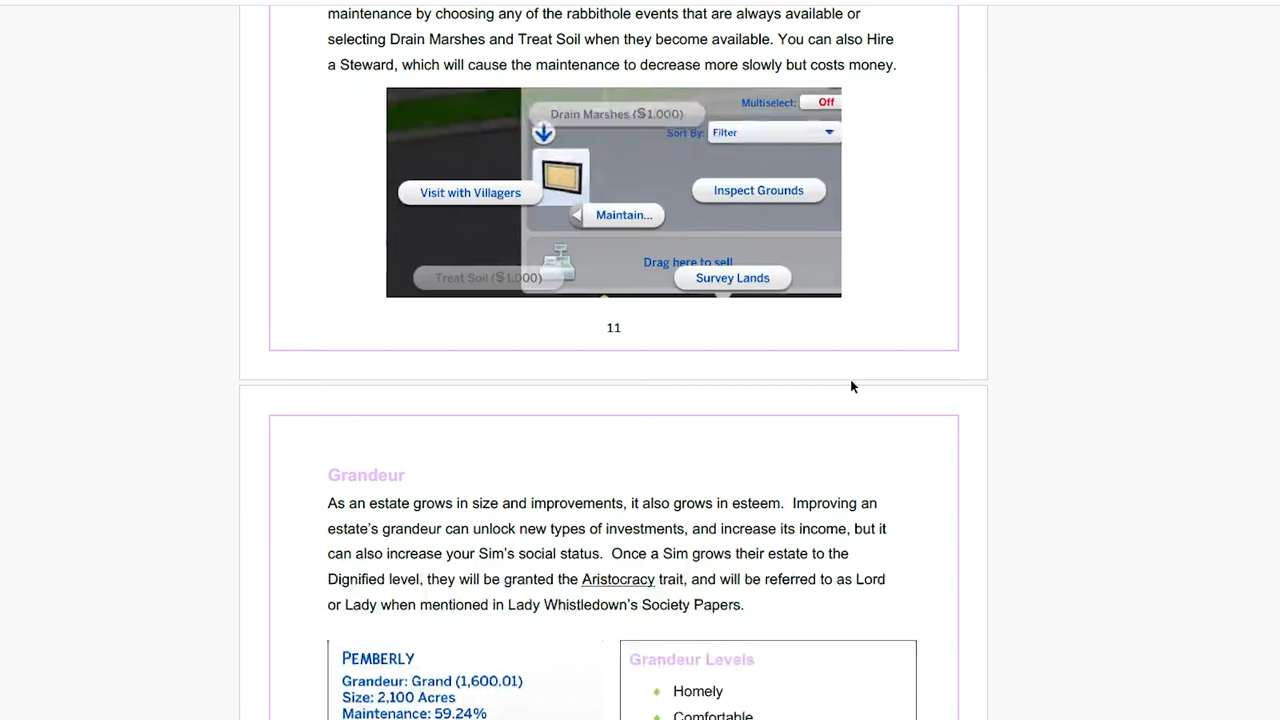 maintenance by choosing any of the rabbithole events that are always available or
selecting Drain Marshes and Treat Soil when they become available. You can also Hire
a Steward, which will cause the maintenance to decrease more slowly but costs money.
Drain Marshes (§1,000)
Multiselect: Off
Sort By: Filter
Visit with Villagers
Inspect Grounds
Maintain...
Drag here to sell
Treat Soil (§1,000)
Survey Lands
11
Grandeur
As an estate grows in size and improvements, it also grows in esteem.  Improving an
estate's grandeur can unlock new types of investments, and increase its income, but it
can also increase your Sim's social status.  Once a Sim grows their estate to the
Dignified level, they will be granted the Aristocracy trait, and will be referred to as Lord
or Lady when mentioned in Lady Whistledown's Society Papers.
PEMBERLY
Grandeur: Grand (1,600.01)
Size: 2,100 Acres
Maintenance: 59.24%
Grandeur Levels
Homely
Comfortable